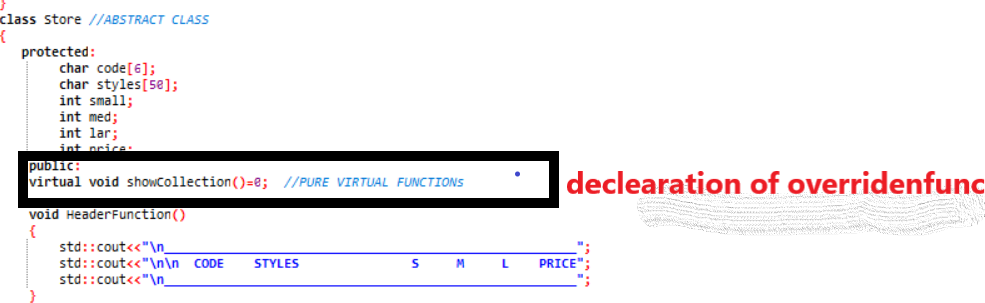 }
class Store //ABSTRACT CLASS
{
protected:
char code[6];
char styles[50];
int small;
int med;
int lar;
int price;
public:
virtual void showCollection()=0; //PURE VIRTUAL FUNCTIONs
declearation of overridenfunc
void HeaderFunction()
{
std::cout<<"\n_______________________________________________________";
std::cout<<"\n\n CODE STYLES S M L PRICE";
std::cout<<"\n_______________________________________________________";
}